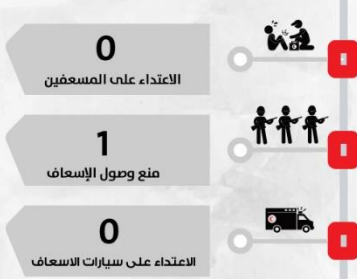 0
الاعتداء على المسعفين
1
منع وصول الإسعاف
0
الاعتداء على سيارات الاسعاف